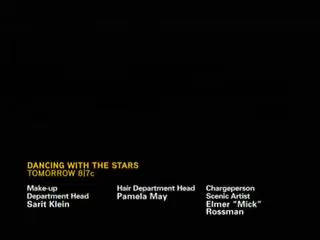 DANCING WITH THE STARS
TOMORROW 8|7c
Make-up
Department Head
Sarit Klein
Hair Department Head
Pamela May
Chargeperson
Scenic Artist
Elmer “Mick”
Rossman